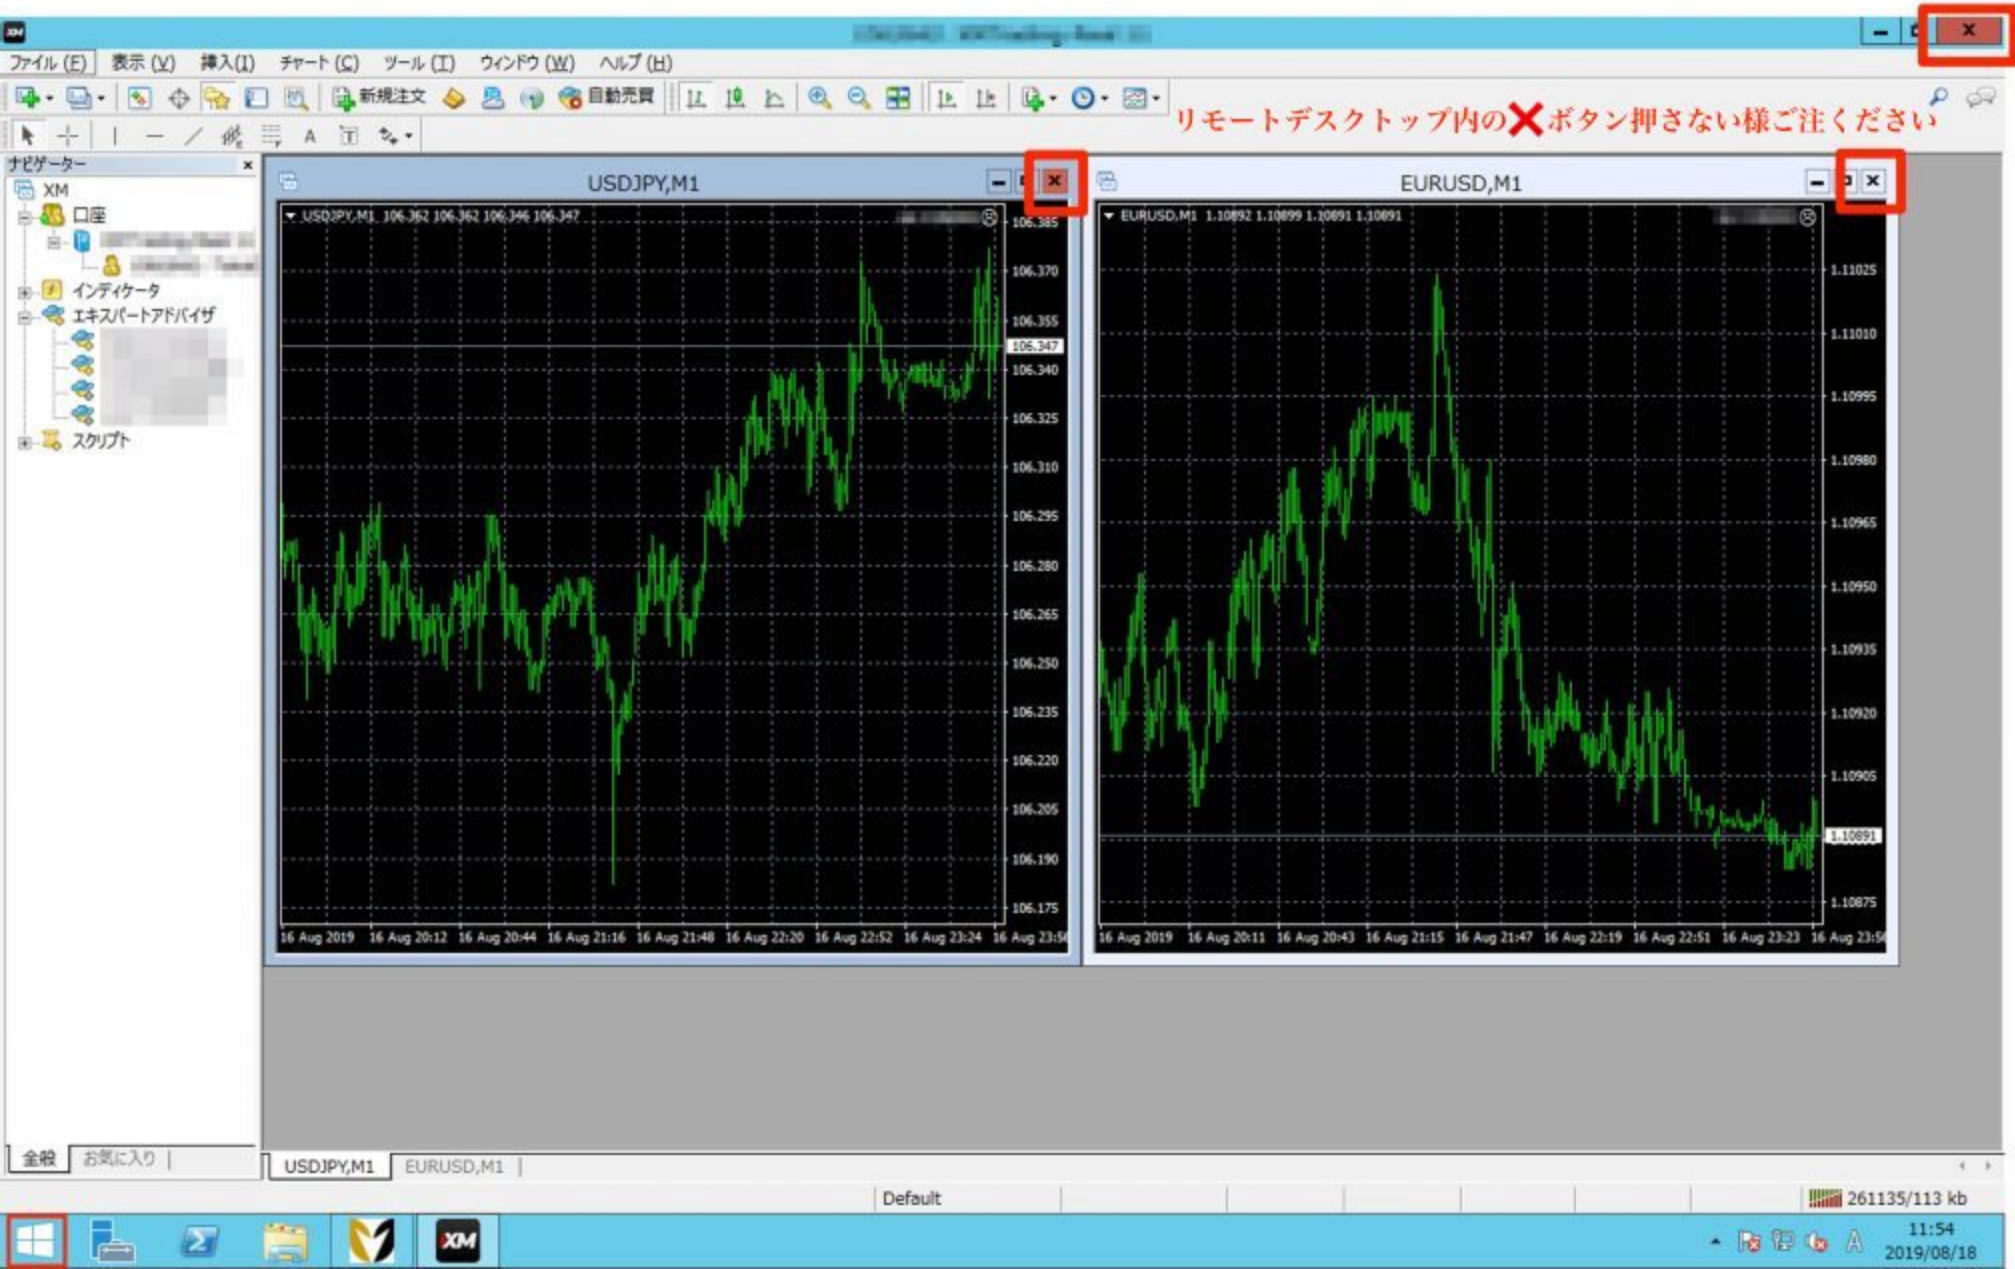 ファイル (F) 表示 (V) 挿入(I) チャート (C) ツール (T) ウィンドウ (W) ヘルプ (H)
新規注文 自動売買
リモートデスクトップ内の❌ボタン押さない様ご注ください
A T
ナビゲーター
XM
口座
インディケータ
エキスパートアドバイザ
スクリプト
全般 お気に入り
USDJPY,M1
USDJPY,M1 106.362 106.362 106.346 106.347
106.385
106.370
106.355
106.347
106.340
106.325
106.310
106.295
106.280
106.265
106.250
106.235
106.220
106.205
106.190
106.175
16 Aug 2019 16 Aug 20:12 16 Aug 20:44 16 Aug 21:16 16 Aug 21:48 16 Aug 22:20 16 Aug 22:52 16 Aug 23:24 16 Aug 23:56
EURUSD,M1
EURUSD,M1 1.10892 1.10899 1.10891 1.10891
1.11025
1.11010
1.10995
1.10980
1.10965
1.10950
1.10935
1.10920
1.10905
1.10891
1.10875
16 Aug 2019 16 Aug 20:11 16 Aug 20:43 16 Aug 21:15 16 Aug 21:47 16 Aug 22:19 16 Aug 22:51 16 Aug 23:23 16 Aug 23:5
USDJPY,M1 EURUSD,M1
Default
261135/113 kb
XM
A
11:54
2019/08/18